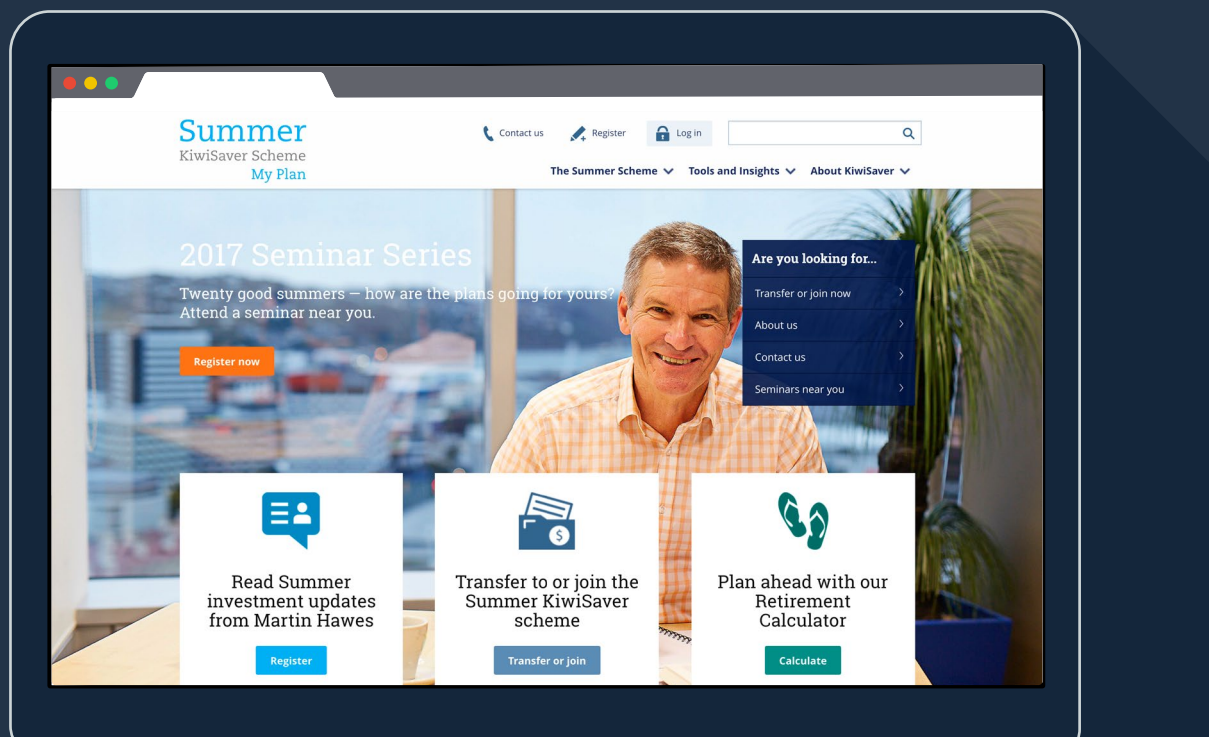 Summer
KiwiSaver Scheme
My Plan
Contact us
Register
Log in
The Summer Scheme
Tools and Insights
About KiwiSaver
2017 Seminar Series
Twenty good summers — how are the plans going for yours?
Attend a seminar near you.
Register now
Are you looking for...
Transfer or join now
About us
Contact us
Seminars near you
Read Summer
investment updates
from Martin Hawes
Register
Transfer to or join the
Summer KiwiSaver
scheme
Transfer or join
Plan ahead with our
Retirement
Calculator
Calculate